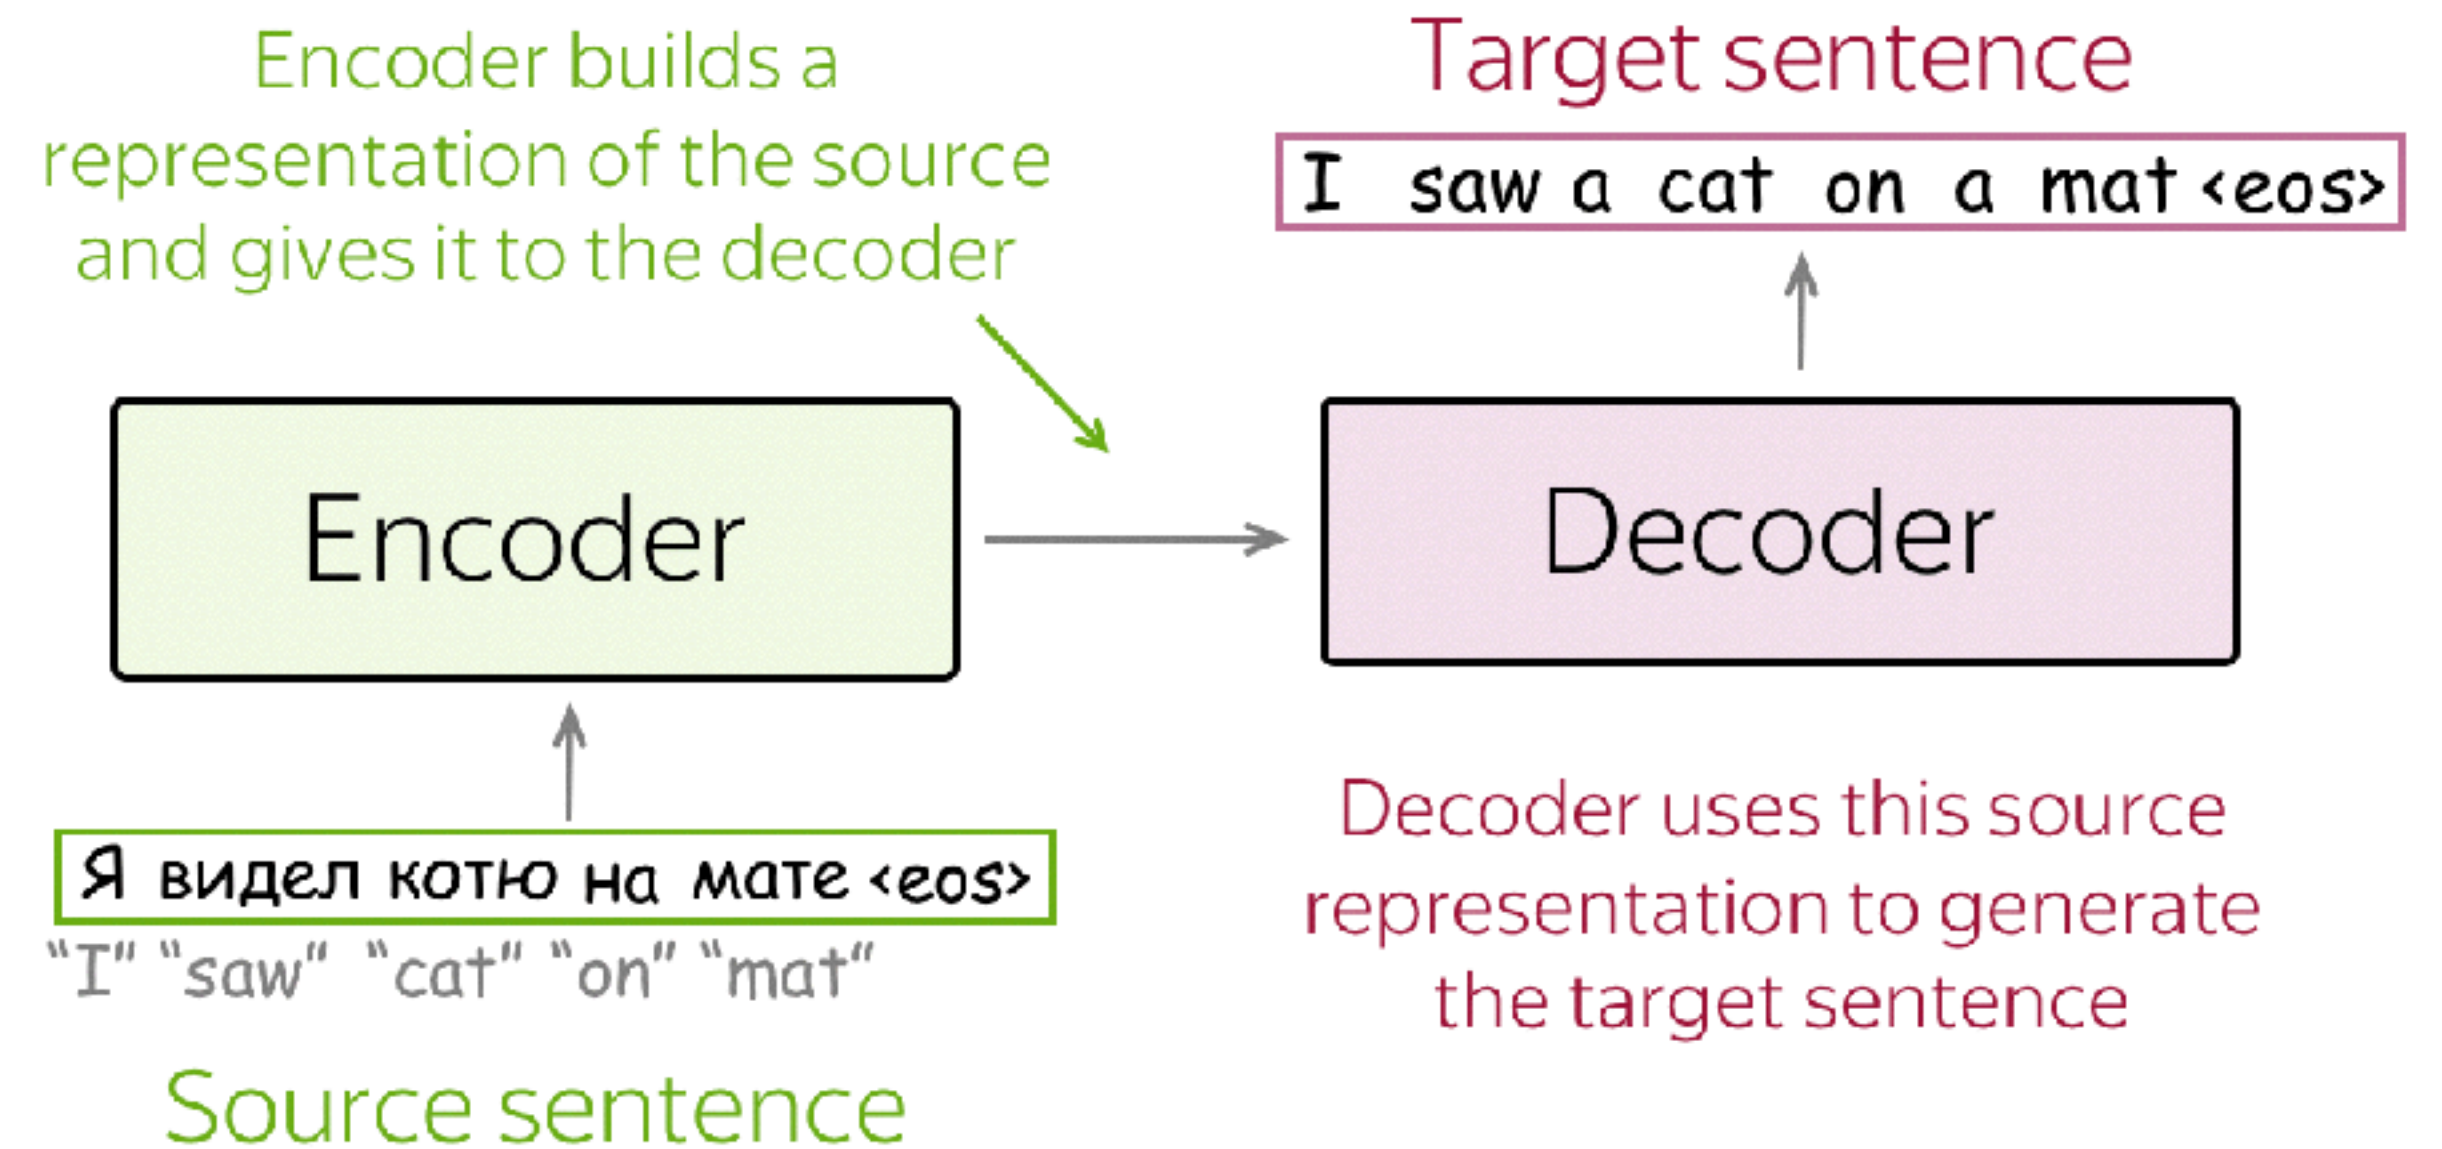 Encoder builds a
representation of the source
and gives it to the decoder
Target sentence
I saw a cat on a mat <eos>
Encoder
Decoder
Я видел котю на мате <eos>
“I” “saw” “cat” “on” “mat”
Source sentence
Decoder uses this source
representation to generate
the target sentence